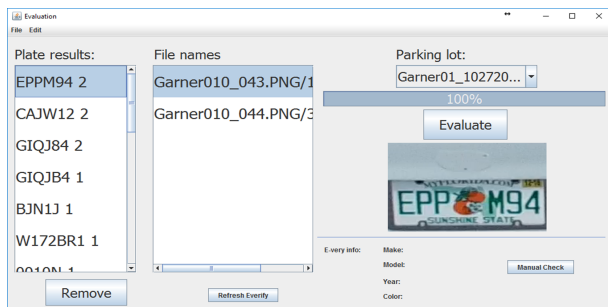 Evaluation
File Edit
Plate results:
EPPM94 2
CAJW12 2
GIQJ84 2
GIQJB4 1
BJN1J 1
W172BR1 1
Remove
File names
Garner010_043.PNG/1
Garner010_044.PNG/3
Refresh Everify
Parking lot:
Garner01_102720...
100%
Evaluate
MYFLORIDA.COM
EPP M94
SUNSHINE STATE
E-very info:
Make:
Model:
Year:
Color:
Manual Check